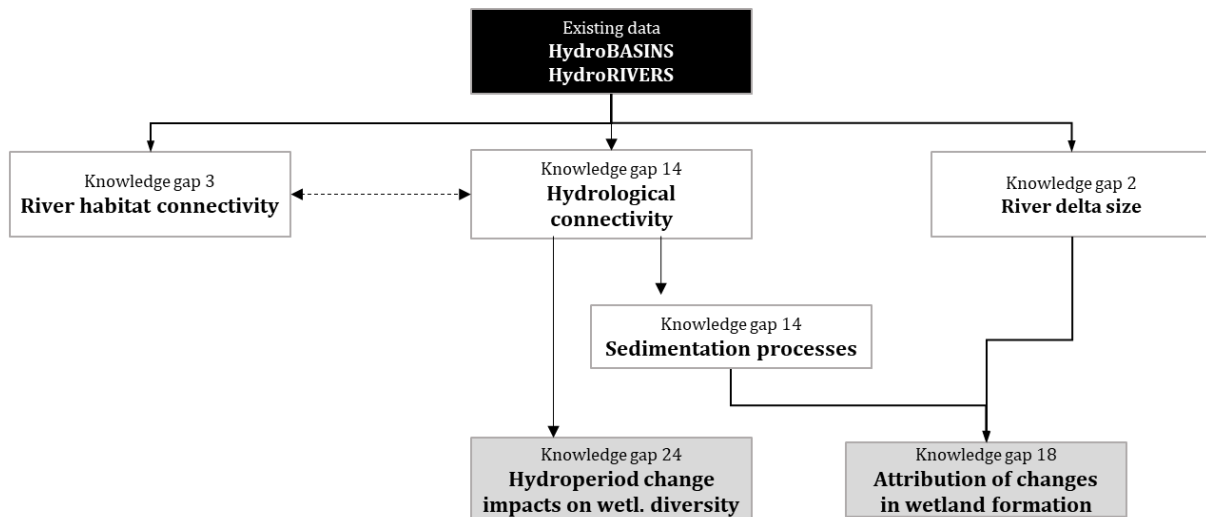 Existing data
HydroBASINS
HydroRIVERS
Knowledge gap 3
River habitat connectivity
Knowledge gap 14
Hydrological
connectivity
Knowledge gap 2
River delta size
Knowledge gap 14
Sedimentation processes
Knowledge gap 24
Hydroperiod change
impacts on wetl. diversity
Knowledge gap 18
Attribution of changes
in wetland formation